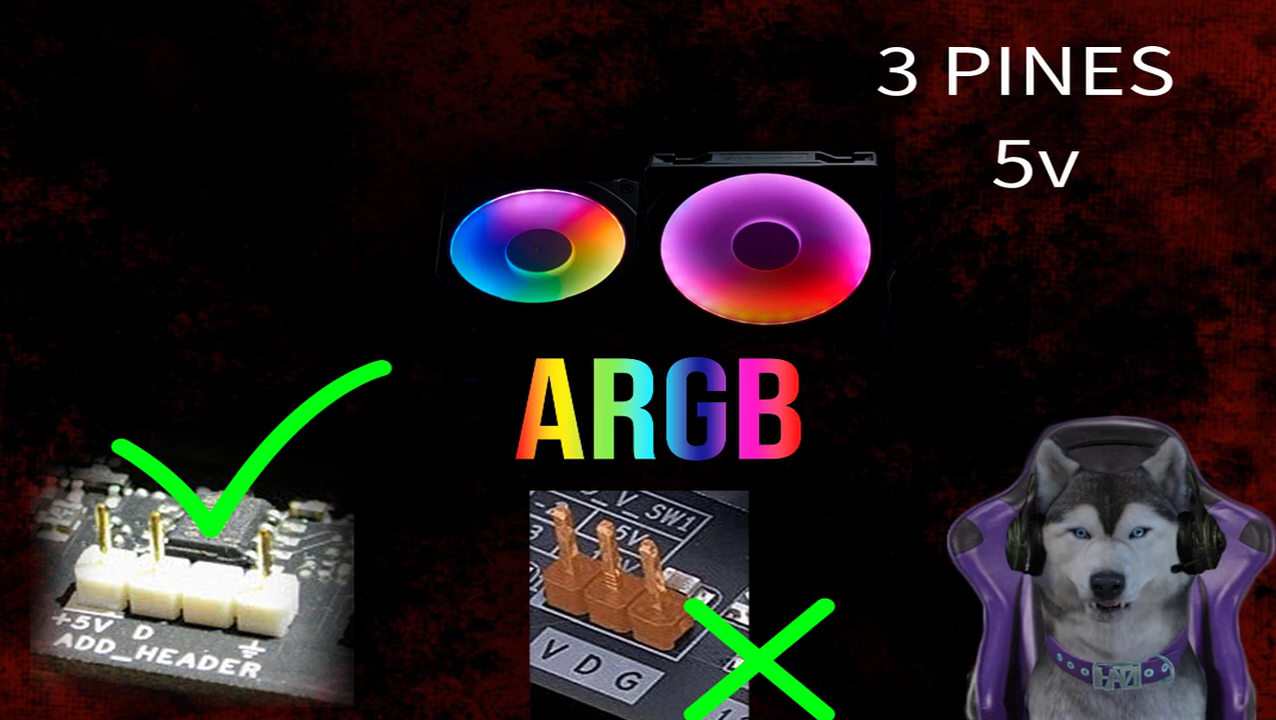 3 PINES
5v
ARGB
V_SW1
5V
+5V D
ADD_HEADER
V D G